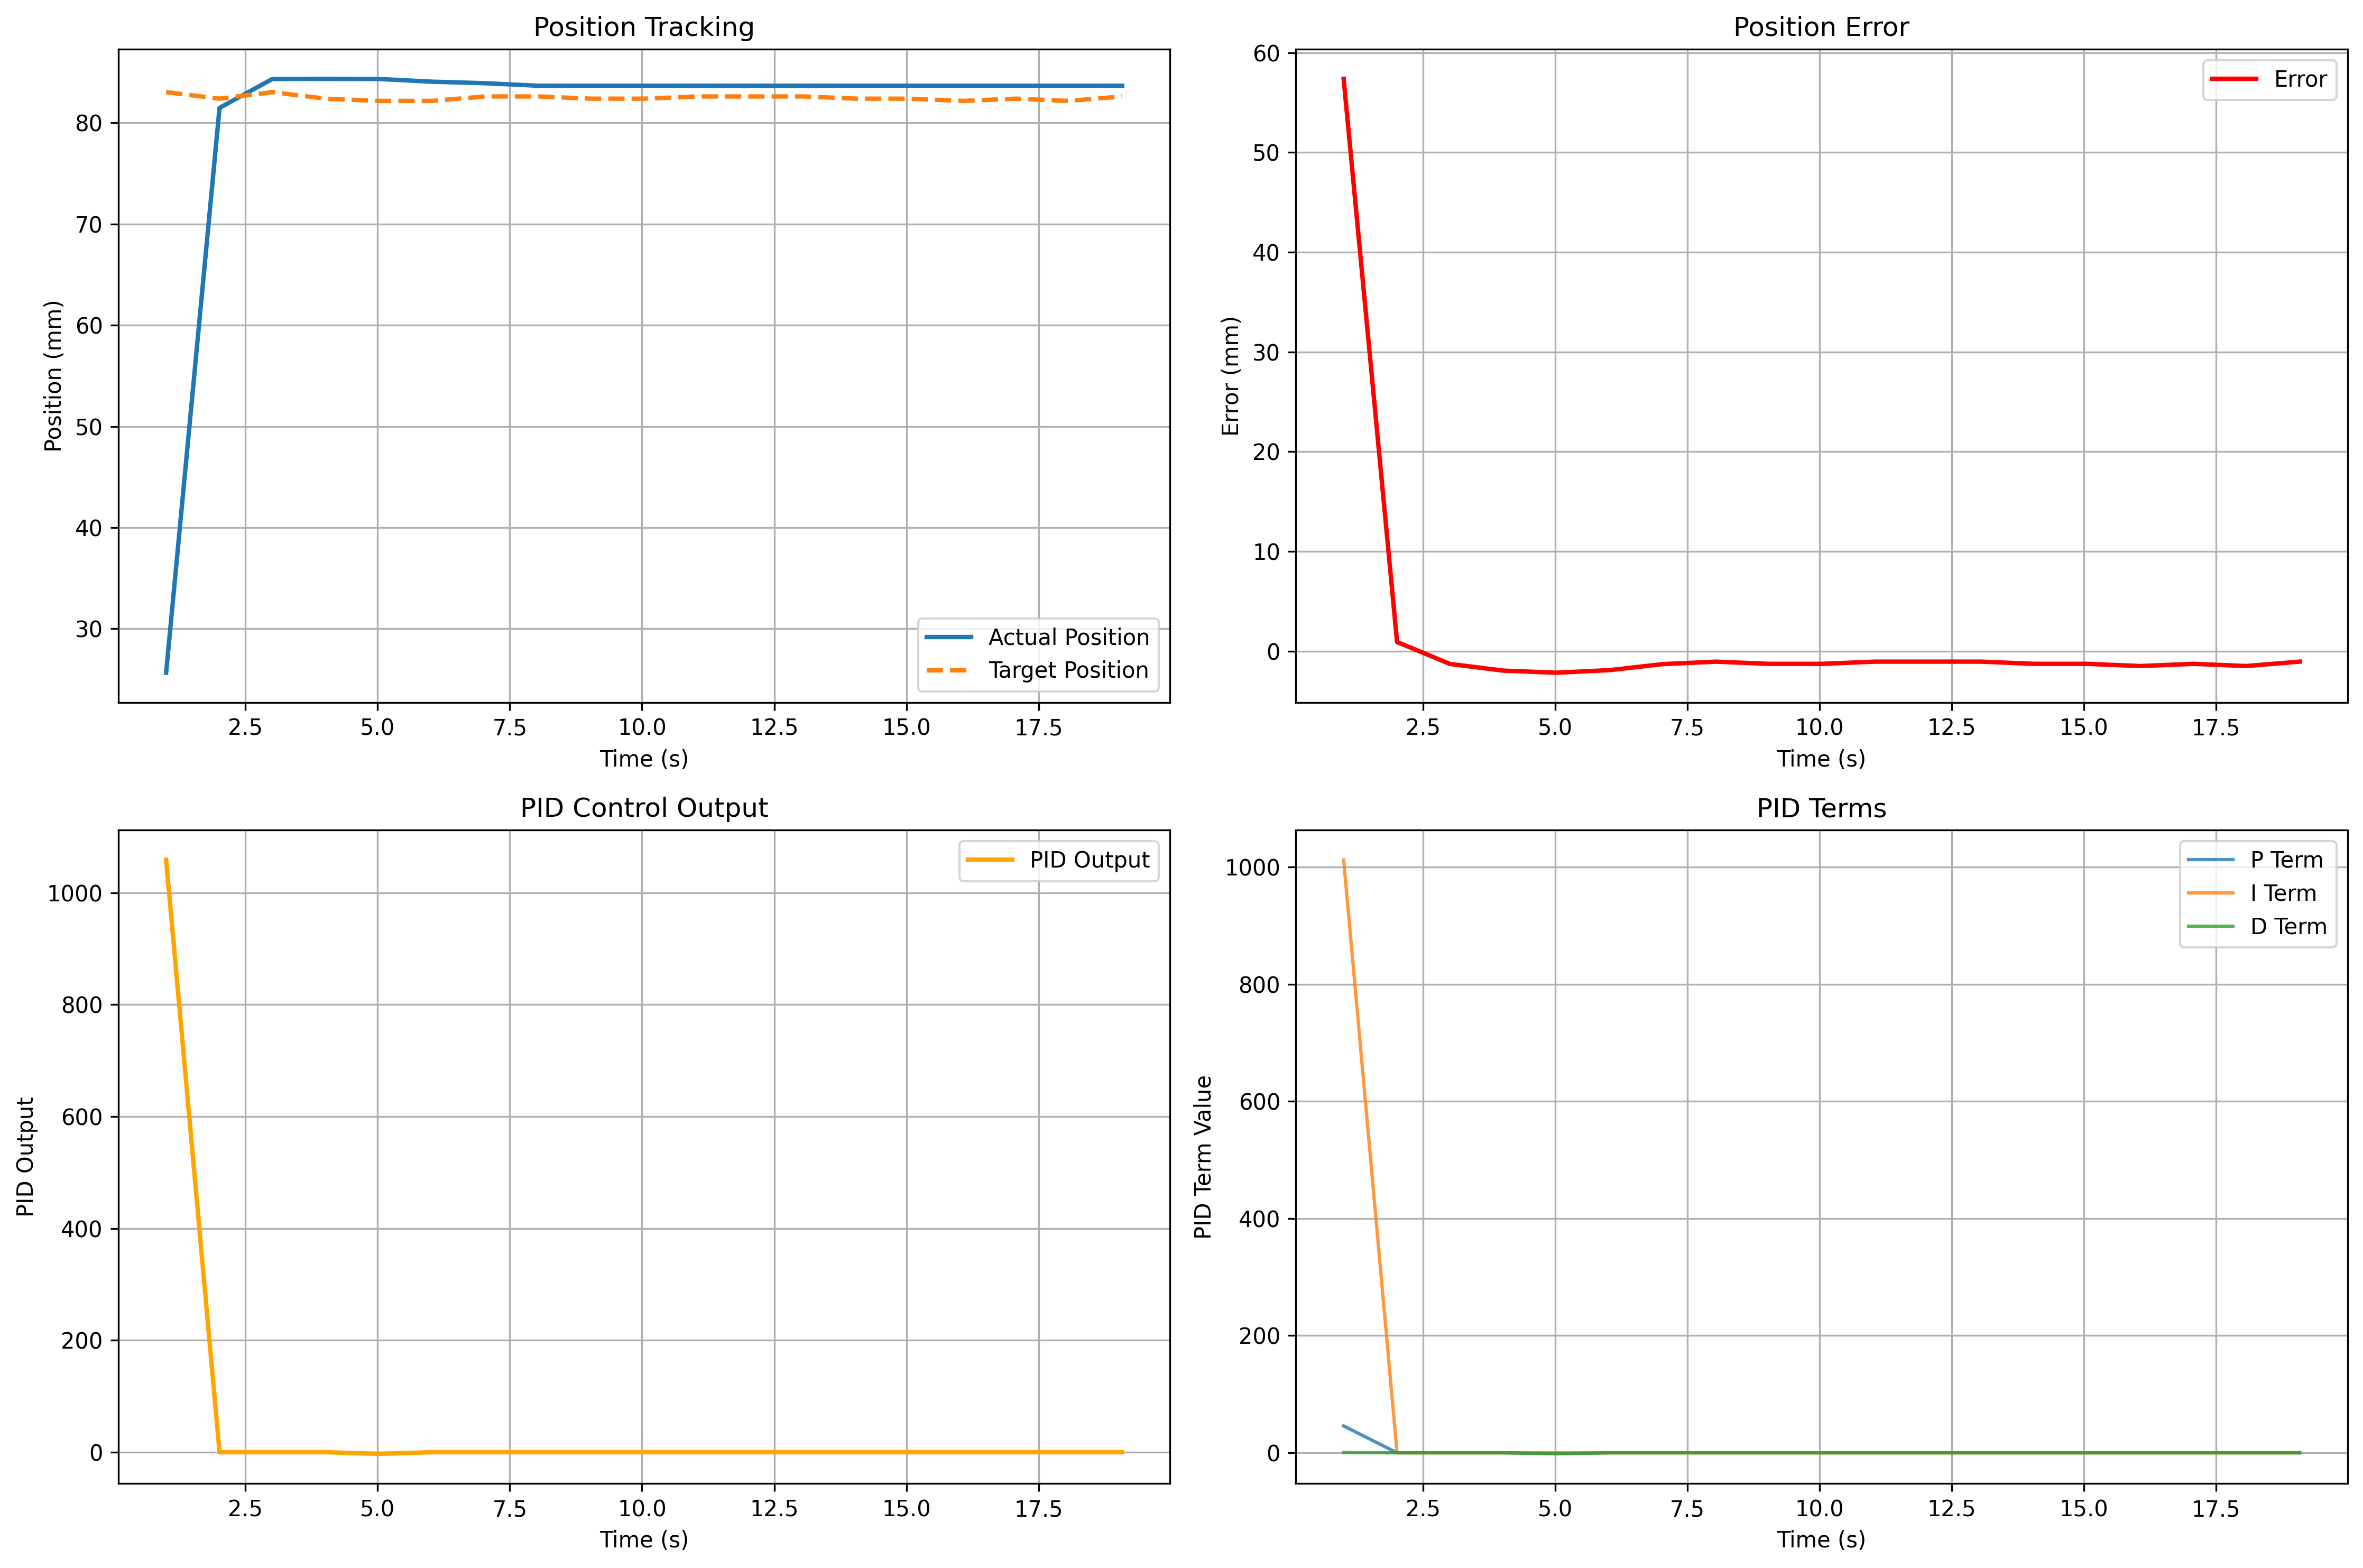 Position Tracking
80
70
60
50
40
30
Position (mm)
Actual Position
Target Position
2.5 5.0 7.5 10.0 12.5 15.0 17.5
Time (s)
Position Error
60
50
40
30
20
10
0
Error (mm)
Error
2.5 5.0 7.5 10.0 12.5 15.0 17.5
Time (s)
PID Control Output
1000
800
600
400
200
0
PID Output
PID Output
2.5 5.0 7.5 10.0 12.5 15.0 17.5
Time (s)
PID Terms
1000
800
600
400
200
0
PID Term Value
P Term
I Term
D Term
2.5 5.0 7.5 10.0 12.5 15.0 17.5
Time (s)